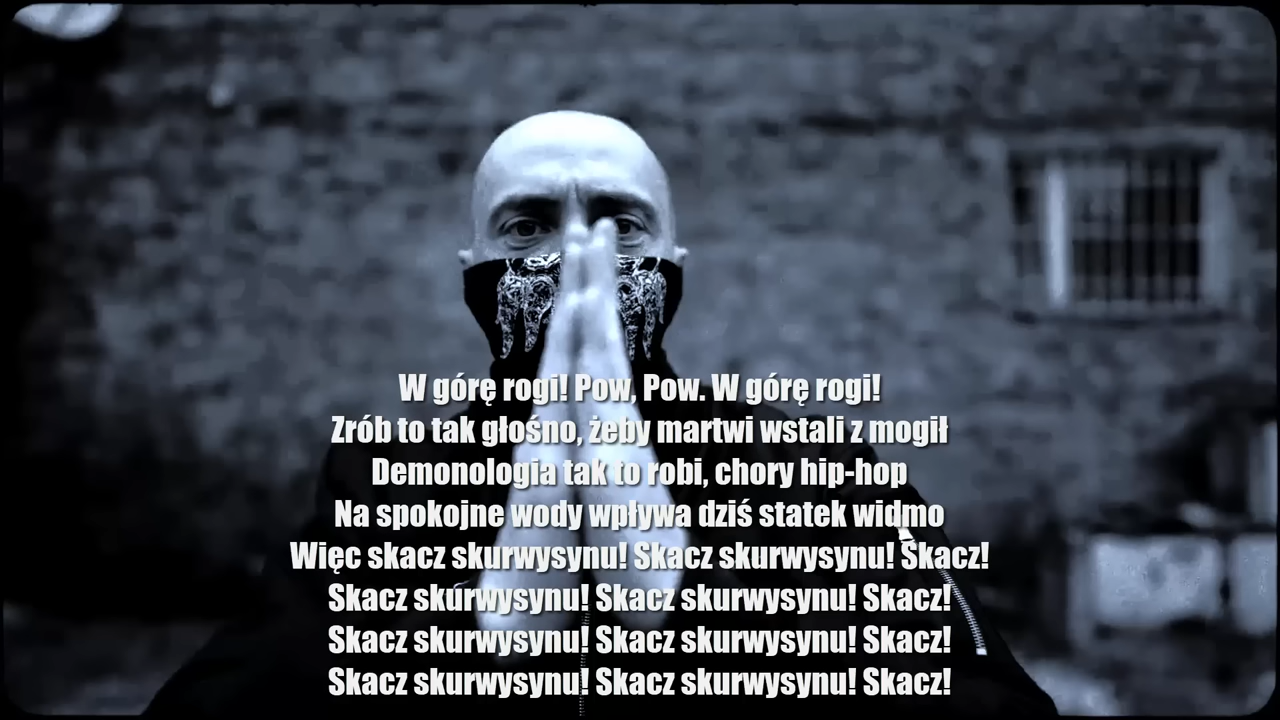 W górę rogi! Pow, Pow. W górę rogi!
Zrób to tak głośno, żeby martwi wstali z mogił
Demonologia tak to robi, chory hip-hop
Na spokojne wody wpływa dziś statek widmo
Więc skacz skurwysynu! Skacz skurwysynu! Skacz!
Skacz skurwysynu! Skacz skurwysynu! Skacz!
Skacz skurwysynu! Skacz skurwysynu! Skacz!
Skacz skurwysynu! Skacz skurwysynu! Skacz!